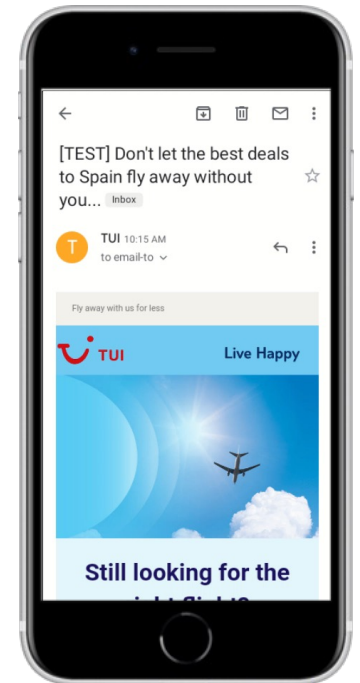 [TEST] Don't let the best deals
to Spain fly away without
you... Inbox
T
TUI 10:15 AM
to email-to
Fly away with us for less
TUI Live Happy
Still looking for the